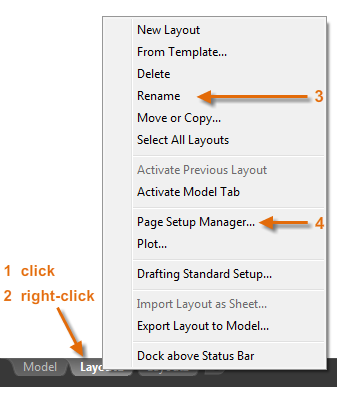 New Layout
From Template...
Delete
Rename
3
Move or Copy...
Select All Layouts
Activate Previous Layout
Activate Model Tab
Page Setup Manager...
4
Plot...
Drafting Standard Setup...
1 click
2 right-click
Import Layout as Sheet...
Export Layout to Model...
Dock above Status Bar
Model